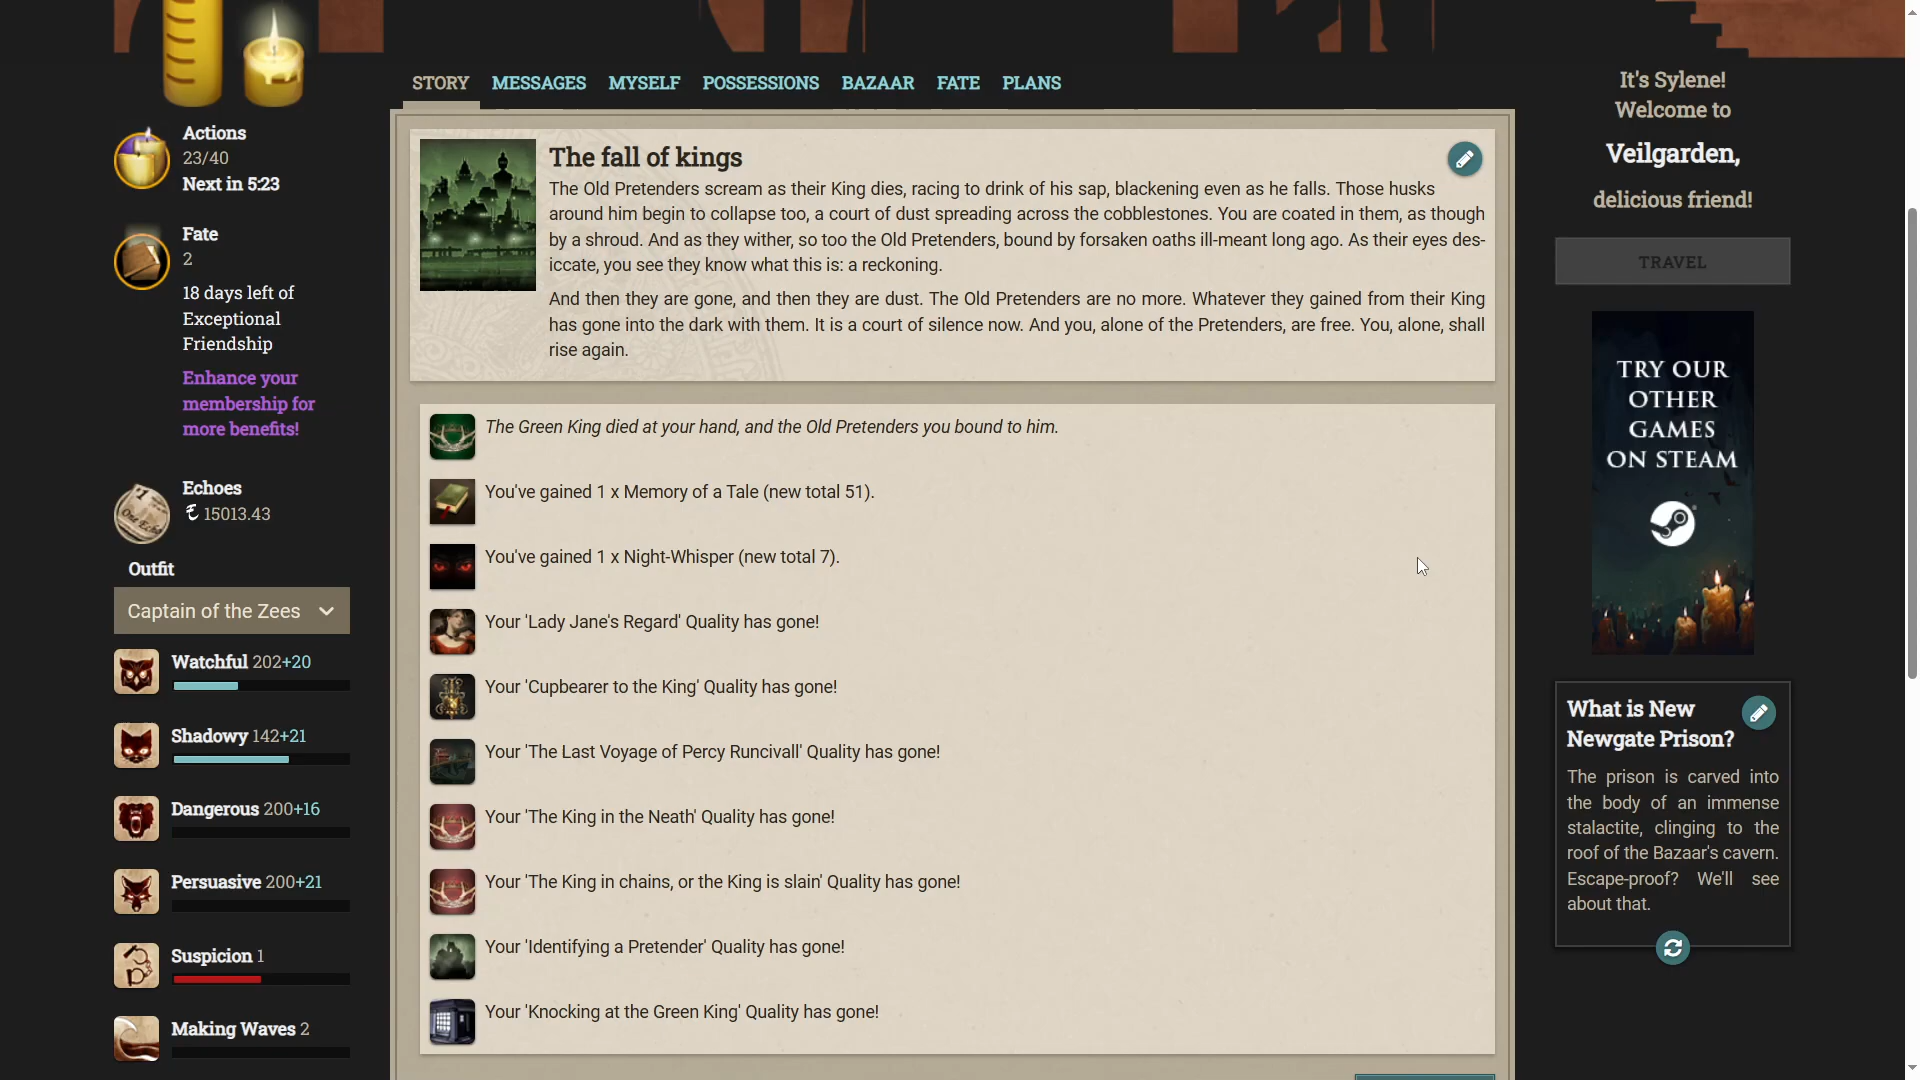 STORY MESSAGES MYSELF POSSESSIONS BAZAAR FATE PLANS
Actions
23/40
Next in 5:23
Fate
2
18 days left of
Exceptional
Friendship
Enhance your
membership for
more benefits!
Echoes
15013.43
Outfit
Captain of the Zees
Watchful 202+20
Shadowy 142+21
Dangerous 200+16
Persuasive 200+21
Suspicion 1
Making Waves 2
The fall of kings
The Old Pretenders scream as their King dies, racing to drink of his sap, blackening even as he falls. Those husks
around him begin to collapse too, a court of dust spreading across the cobblestones. You are coated in them, as though
by a shroud. And as they wither, so too the Old Pretenders, bound by forsaken oaths ill-meant long ago. As their eyes des-
iccate, you see they know what this is: a reckoning.
And then they are gone, and then they are dust. The Old Pretenders are no more. Whatever they gained from their King
has gone into the dark with them. It is a court of silence now. And you, alone of the Pretenders, are free. You, alone, shall
rise again.
The Green King died at your hand, and the Old Pretenders you bound to him.
You've gained 1 x Memory of a Tale (new total 51).
You've gained 1 x Night-Whisper (new total 7).
Your 'Lady Jane's Regard' Quality has gone!
Your 'Cupbearer to the King' Quality has gone!
Your 'The Last Voyage of Percy Runcivall' Quality has gone!
Your 'The King in the Neath' Quality has gone!
Your 'The King in chains, or the King is slain' Quality has gone!
Your 'Identifying a Pretender' Quality has gone!
Your 'Knocking at the Green King' Quality has gone!
It's Sylene!
Welcome to
Veilgarden,
delicious friend!
TRAVEL
TRY OUR
OTHER
GAMES
ON STEAM
What is New
Newgate Prison?
The prison is carved into
the body of an immense
stalactite, clinging to the
roof of the Bazaar's cavern.
Escape-proof? We'll see
about that.